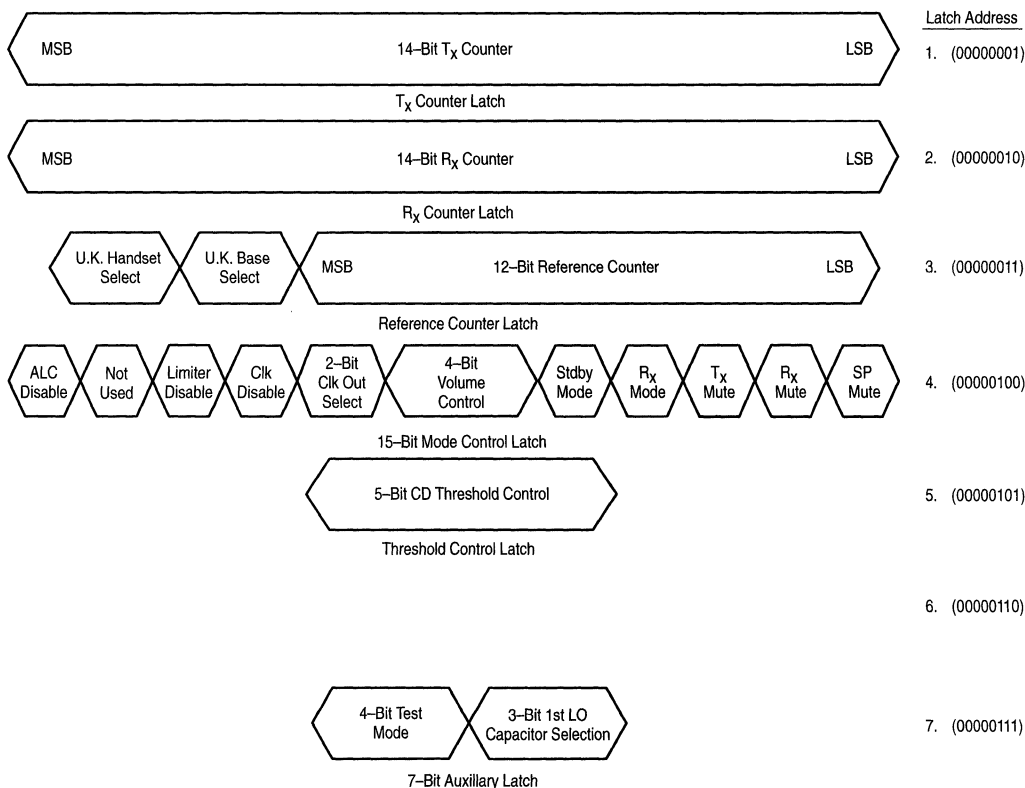 Latch Address
MSB 14–Bit Tx Counter LSB 1. (00000001)
Tx Counter Latch
MSB 14–Bit Rx Counter LSB 2. (00000010)
Rx Counter Latch
U.K. Handset
Select
U.K. Base
Select
MSB 12–Bit Reference Counter LSB 3. (00000011)
Reference Counter Latch
ALC
Disable
Not
Used
Limiter
Disable
Clk
Disable
2–Bit
Clk Out
Select
4–Bit
Volume
Control
Stdby
Mode
Rx
Mode
Tx
Mute
Rx
Mute
SP
Mute
4. (00000100)
15–Bit Mode Control Latch
5–Bit CD Threshold Control 5. (00000101)
Threshold Control Latch
6. (00000110)
4–Bit Test
Mode
3–Bit 1st LO
Capacitor Selection
7. (00000111)
7–Bit Auxillary Latch